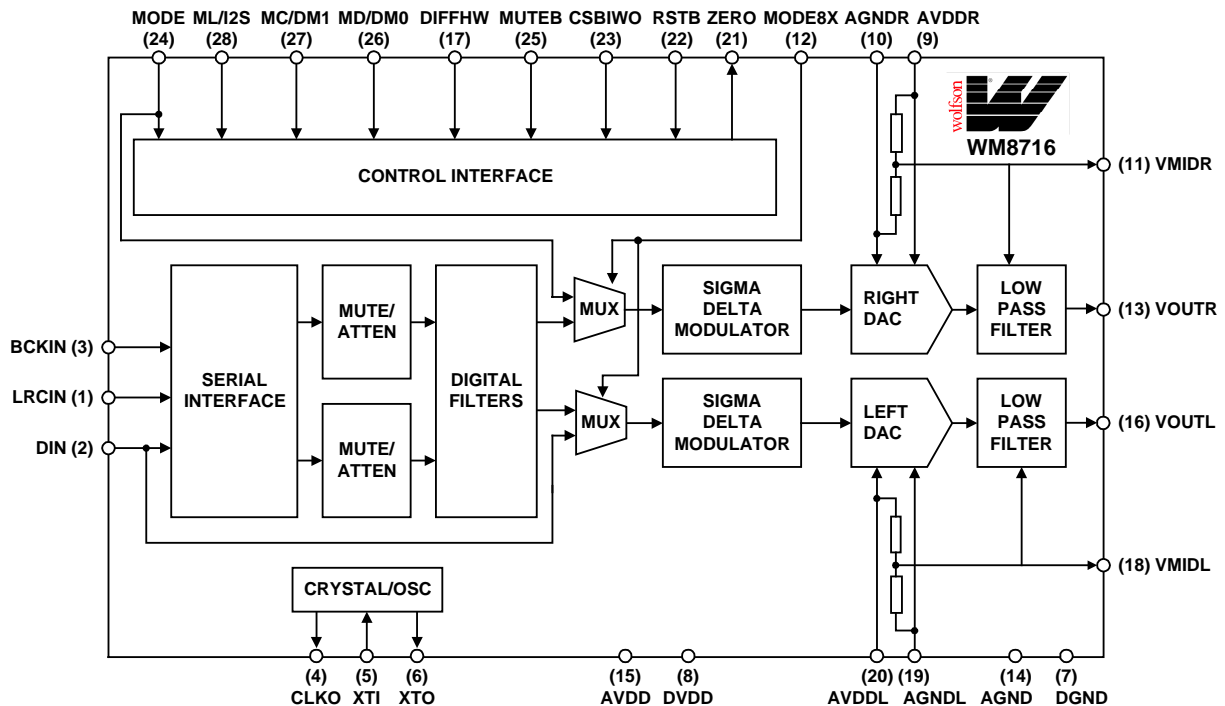 MODE ML/I2S MC/DM1 MD/DM0 DIFFHW MUTEB CSBIWO RSTB ZERO MODE8X AGNDR AVDDR
(24) (28) (27) (26) (17) (25) (23) (22) (21) (12) (10) (9)
wolfson
WM8716
CONTROL INTERFACE
(11) VMIDR
MUTE/
ATTEN
MUX
SIGMA
DELTA
MODULATOR
RIGHT
DAC
LOW
PASS
FILTER
(13) VOUTR
BCKIN (3)
LRCIN (1)
DIN (2)
SERIAL
INTERFACE
DIGITAL
FILTERS
MUTE/
ATTEN
MUX
SIGMA
DELTA
MODULATOR
LEFT
DAC
LOW
PASS
FILTER
(16) VOUTL
(18) VMIDL
CRYSTAL/OSC
(4) (5) (6) (15) (8) (20) (19) (14) (7)
CLKO XTI XTO AVDD DVDD AVDDL AGNDL AGND DGND